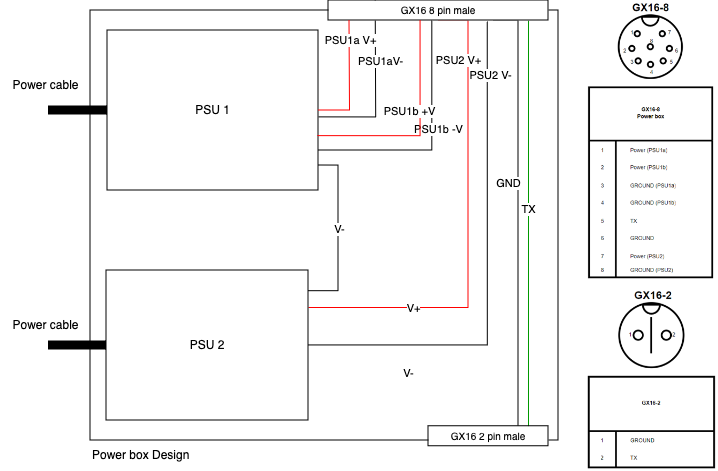 GX16 8 pin male
GX16-8
1
7
2
8
6
3
5
4
PSU1a V+
PSU1aV-
PSU2 V+
PSU2 V-
Power cable
PSU 1
PSU1b +V
PSU1b -V
GX16-8
Power box
1 Power (PSU1a)
2 Power (PSU1b)
3 GROUND (PSU1a)
4 GROUND (PSU1b)
5 TX
6 GROUND
7 Power (PSU2)
8 GROUND (PSU2)
GND
TX
V-
V+
Power cable
PSU 2
V-
GX16-2
1
2
GX16-2
1 GROUND
2 TX
GX16 2 pin male
Power box Design